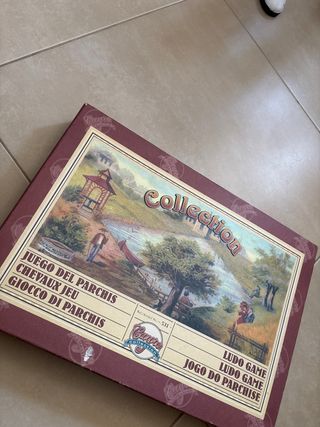 Collection
JUEGO DEL PARCHIS
CHEVAUX JEU
GIOCCO DI PARCHIS
LUDO GAME
LUDO GAME
JOGO DO PARCHISE